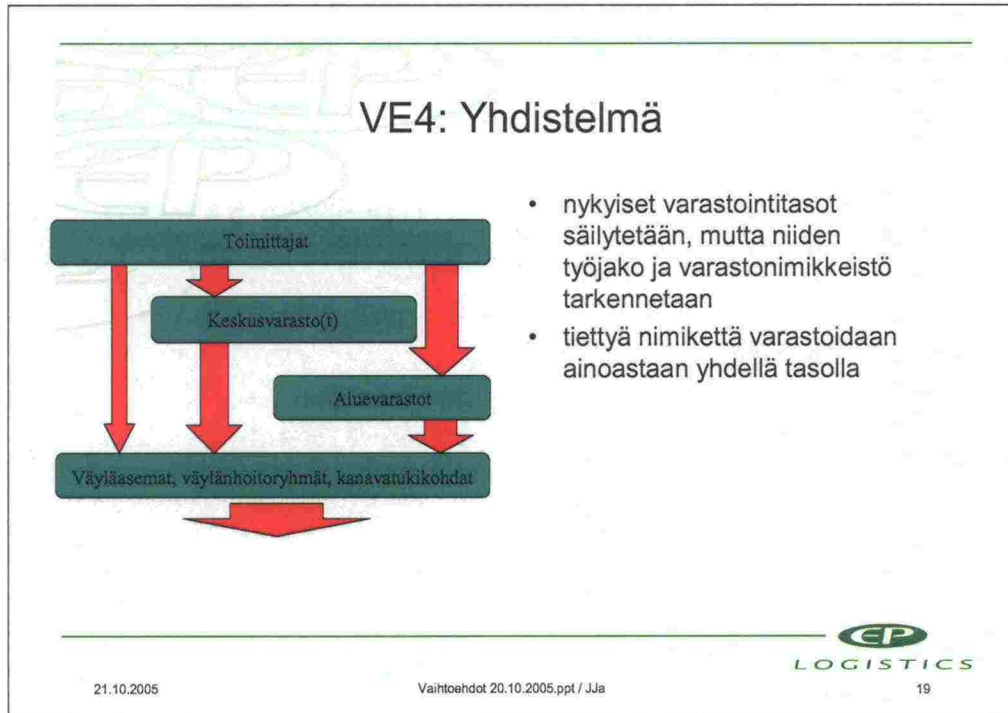 VE4: Yhdistelmä
Toimittajat
Keskusvarasto(t)
Aluevarastot
Väyläasemat, väylänhoitoryhmät, kanavatukikohdat
• nykyiset varastointitasot
säilytetään, mutta niiden
työjako ja varastonimikkeistö
tarkennetaan
• tiettyä nimikettä varastoidaan
ainoastaan yhdellä tasolla
EP
LOGISTICS
21.10.2005
Vaihtoehdot 20.10.2005.ppt / JJa
19